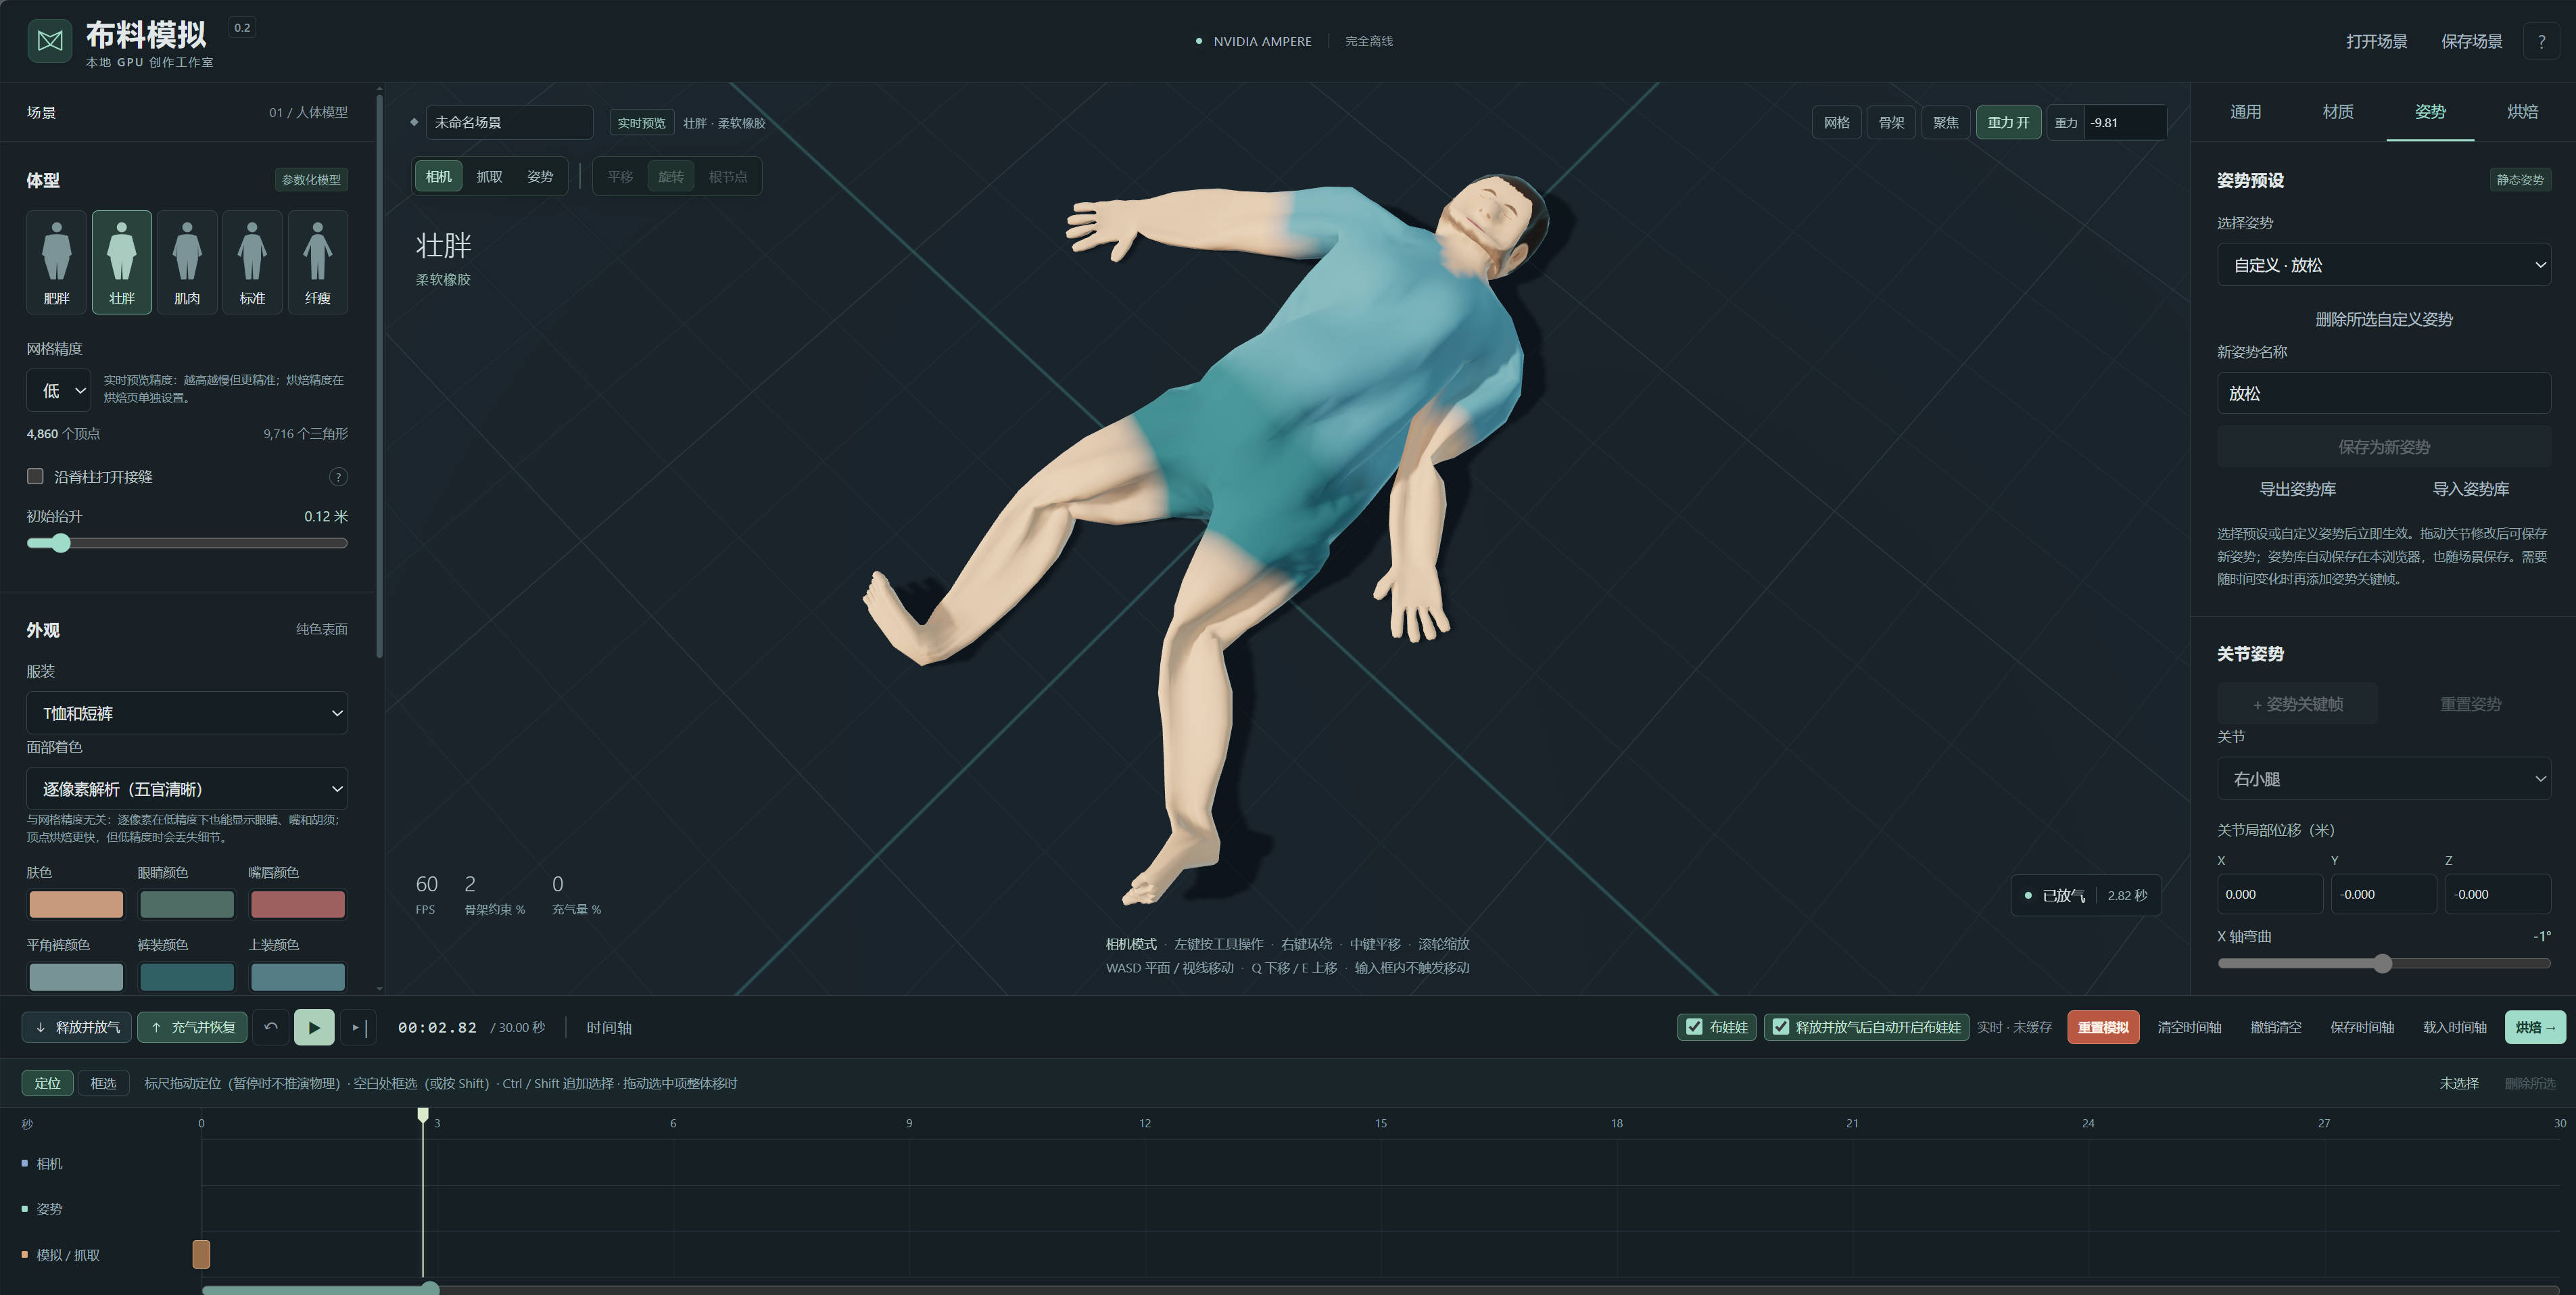 布料模拟 0.2
本地 GPU 创作工作室
NVIDIA AMPERE 完全离线
打开场景 保存场景 ?
场景 01 / 人体模型
体型 参数化模型
肥胖 壮胖 肌肉 标准 纤瘦
网格精度
低 实时预览精度：越高越慢但更精准；烘焙精度在
烘焙页单独设置。
4,860 个顶点 9,716 个三角形
沿脊柱打开接缝 ?
初始抬升 0.12 米
外观 纯色表面
服装
T恤和短裤
面部着色
逐像素解析（五官清晰）
与网格精度无关：逐像素在低精度下也能显示眼睛、嘴和胡须；
顶点烘焙更快，但低精度时会丢失细节。
肤色 眼睛颜色 嘴唇颜色
平角裤颜色 裤装颜色 上装颜色
未命名场景 实时预览 壮胖 · 柔软橡胶
网格 骨架 聚焦 重力 开 重力 -9.81
相机 抓取 姿势 平移 旋转 根节点
壮胖
柔软橡胶
60 2 0
FPS 骨架约束 % 充气量 %
已放气 2.82 秒
相机模式 · 左键按工具操作 · 右键环绕 · 中键平移 · 滚轮缩放
WASD 平面 / 视线移动 · Q 下移 / E 上移 · 输入框内不触发移动
通用 材质 姿势 烘焙
姿势预设 静态姿势
选择姿势
自定义 · 放松
删除所选自定义姿势
新姿势名称
放松
保存为新姿势
导出姿势库 导入姿势库
选择预设或自定义姿势后立即生效。拖动关节修改后可保存
新姿势；姿势库自动保存在本浏览器，也随场景保存。需要
随时间变化时再添加姿势关键帧。
关节姿势
+ 姿势关键帧 重置姿势
关节
右小腿
关节局部位移（米）
X Y Z
0.000 -0.000 -0.000
X 轴弯曲 -1°
↓ 释放并放气 ↑ 充气并恢复 00:02.82 / 30.00 秒 时间轴
布娃娃 释放并放气后自动开启布娃娃 实时 · 未缓存 重置模拟 清空时间轴 撤销清空 保存时间轴 载入时间轴 烘焙 →
定位 框选 标尺拖动定位（暂停时不推演物理）· 空白处框选（或按 Shift）· Ctrl / Shift 追加选择 · 拖动选中项整体移时
未选择 删除所选
秒 0 3 6 9 12 15 18 21 24 27 30
相机
姿势
模拟 / 抓取